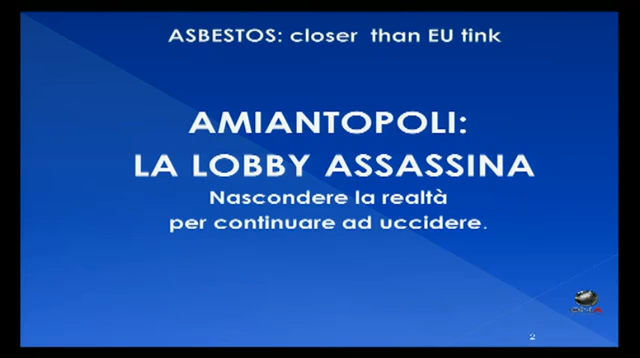 ASBESTOS: closer than EU tink
AMIANTOPOLI:
LA LOBBY ASSASSINA
Nascondere la realtà
per continuare ad uccidere.
2